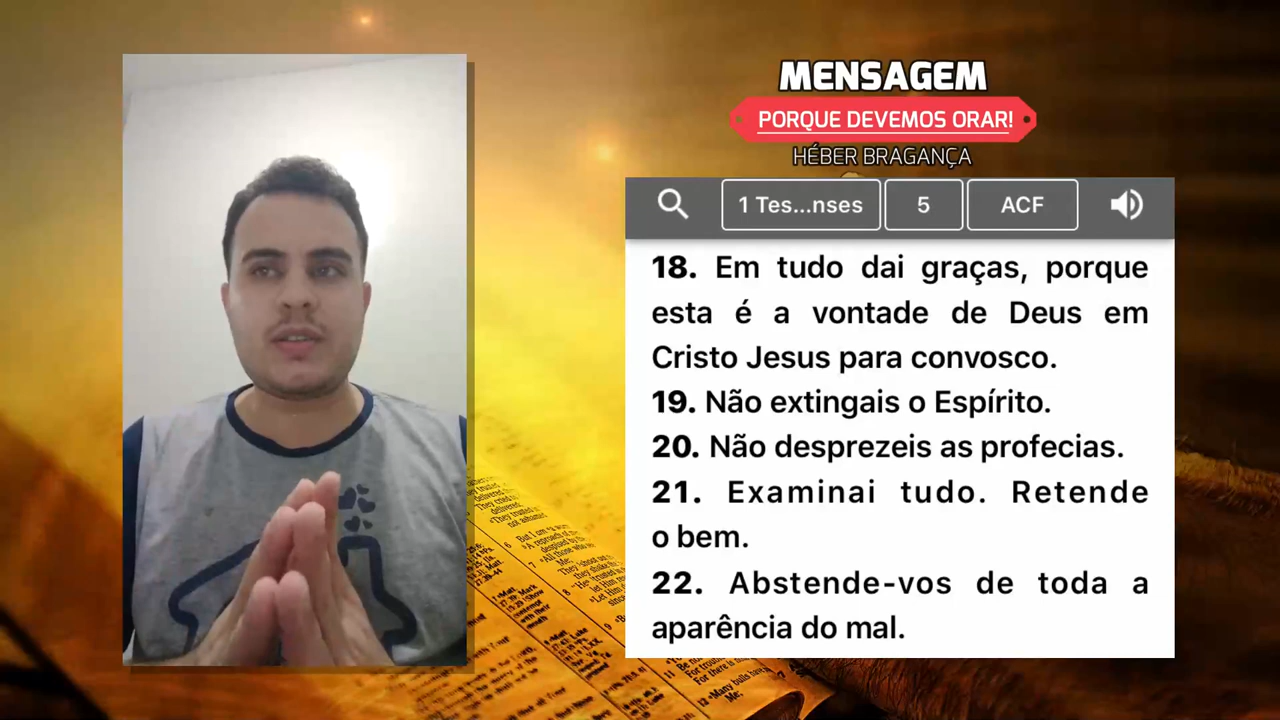 MENSAGEM
PORQUE DEVEMOS ORAR!
HÉBER BRAGANÇA
1 Tes...nses 5 ACF
18. Em tudo dai graças, porque
esta é a vontade de Deus em
Cristo Jesus para convosco.
19. Não extingais o Espírito.
20. Não desprezeis as profecias.
21. Examinai tudo. Retende
o bem.
22. Abstende-vos de toda a
aparência do mal.